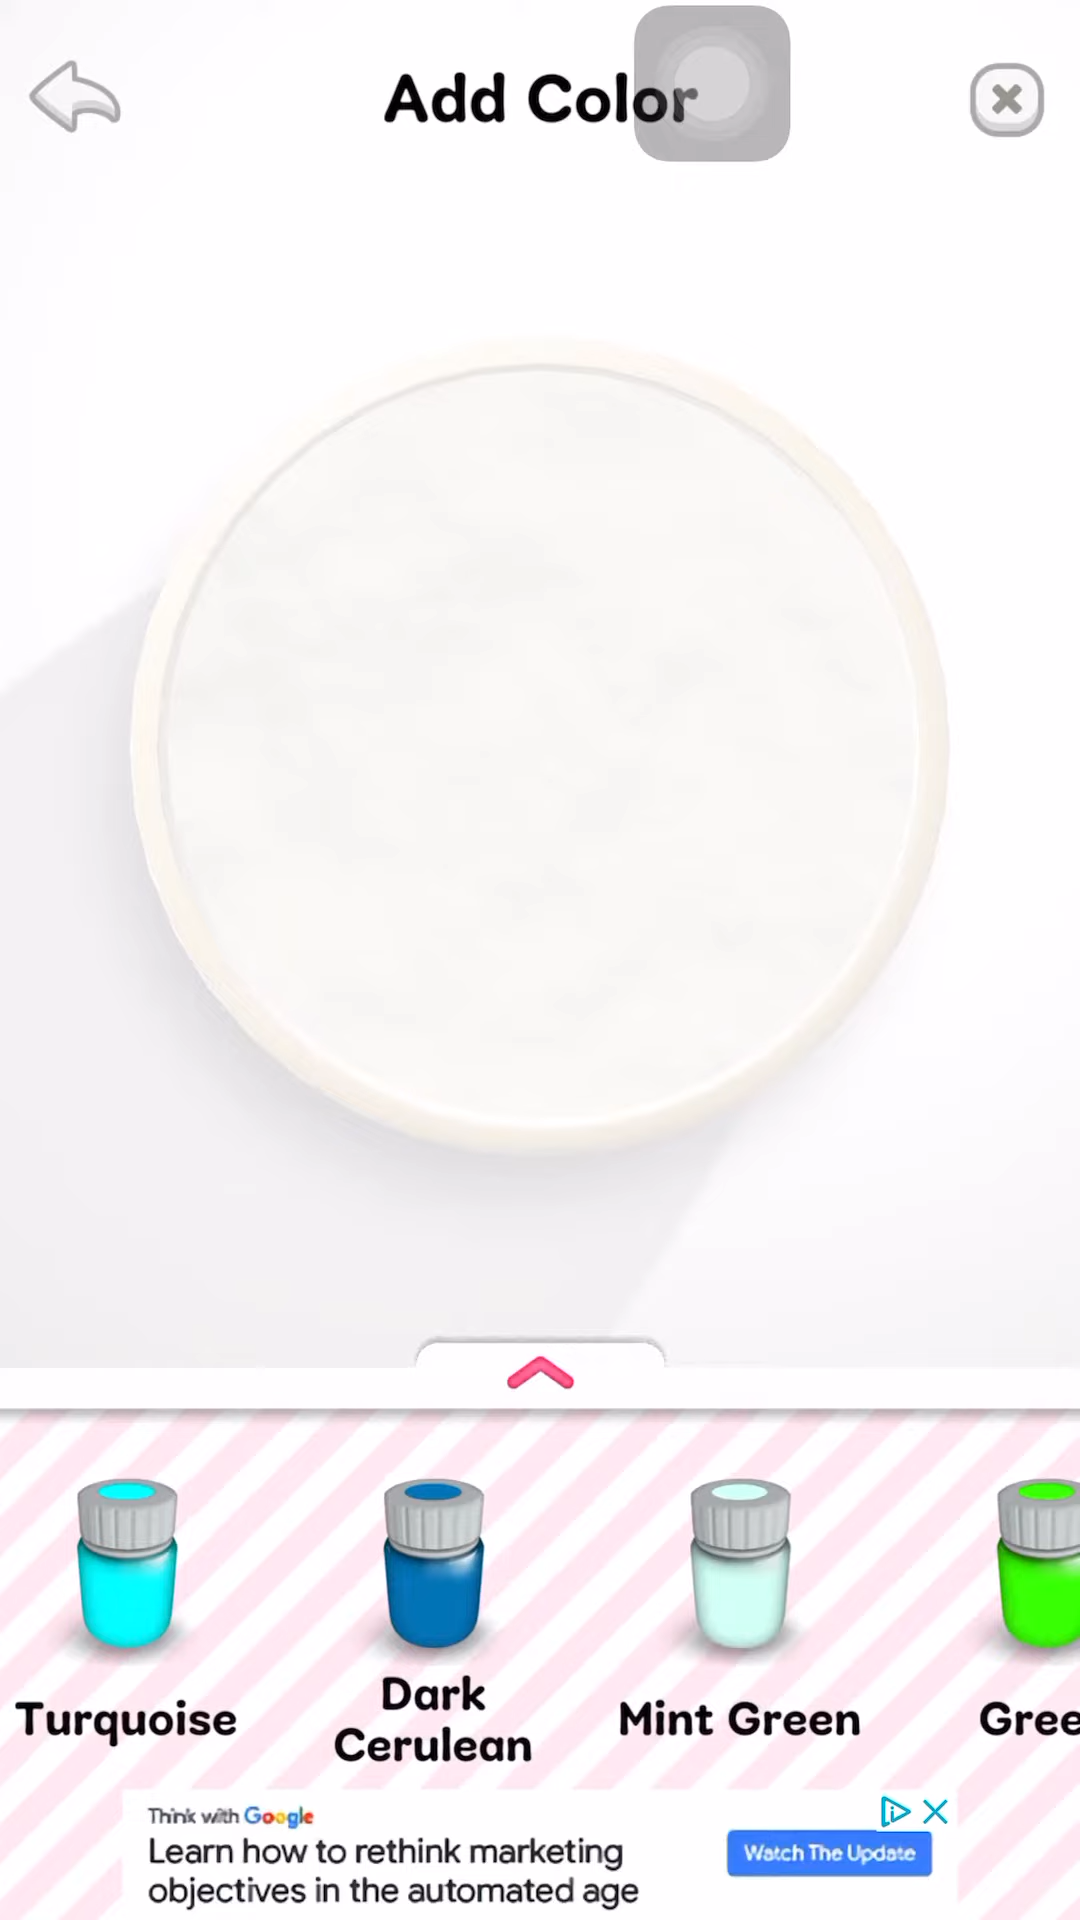 Add Color
Turquoise
Dark
Cerulean
Mint Green
Gree
Think with Google
Learn how to rethink marketing
objectives in the automated age
Watch The Update